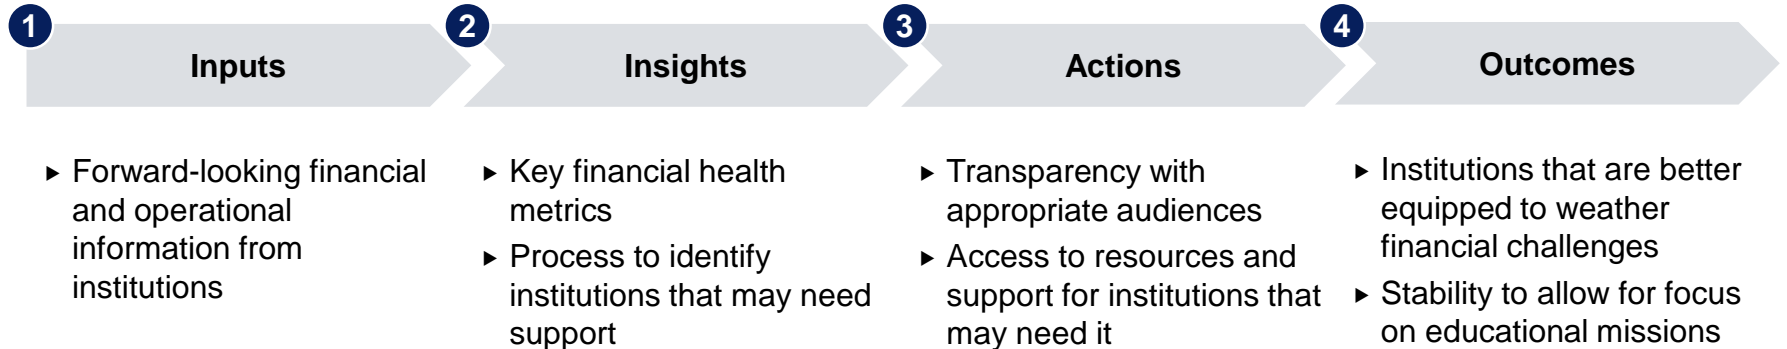 1
Inputs
▸ Forward-looking financial
and operational
information from
institutions
2
Insights
▸ Key financial health
metrics
▸ Process to identify
institutions that may need
support
3
Actions
▸ Transparency with
appropriate audiences
▸ Access to resources and
support for institutions that
may need it
4
Outcomes
▸ Institutions that are better
equipped to weather
financial challenges
▸ Stability to allow for focus
on educational missions